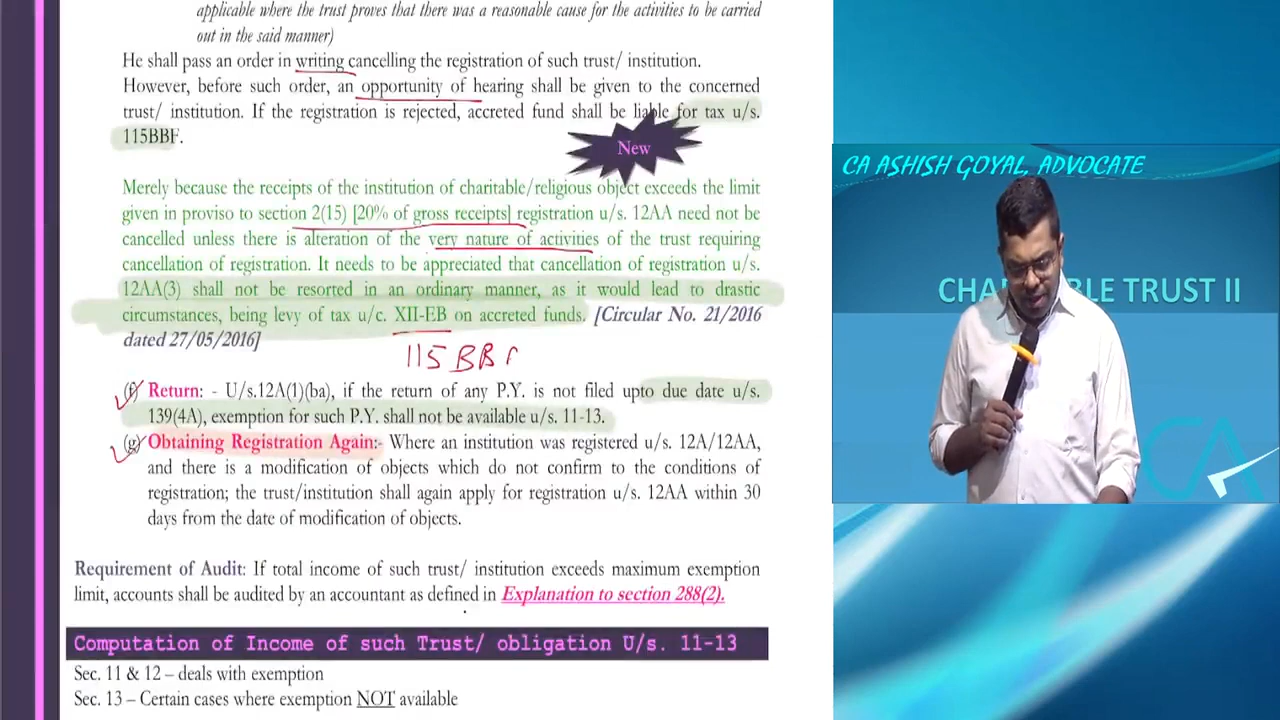 applicable where the trust proves that there was a reasonable cause for the activities to be carried
out in the said manner)
He shall pass an order in writing cancelling the registration of such trust/ institution.
However, before such order, an opportunity of hearing shall be given to the concerned
trust/ institution. If the registration is rejected, accreted fund shall be liable for tax u/s.
115BBF.
New
Merely because the receipts of the institution of charitable/religious object exceeds the limit
given in proviso to section 2(15) [20% of gross receipts] registration u/s. 12AA need not be
cancelled unless there is alteration of the very nature of activities of the trust requiring
cancellation of registration. It needs to be appreciated that cancellation of registration u/s.
12AA(3) shall not be resorted in an ordinary manner, as it would lead to drastic
circumstances, being levy of tax u/c. XII-EB on accreted funds. [Circular No. 21/2016
dated 27/05/2016]
115 BB
(f) Return: - U/s.12A(1)(ba), if the return of any P.Y. is not filed upto due date u/s.
139(4A), exemption for such P.Y. shall not be available u/s. 11-13.
(g) Obtaining Registration Again:- Where an institution was registered u/s. 12A/12AA,
and there is a modification of objects which do not confirm to the conditions of
registration; the trust/institution shall again apply for registration u/s. 12AA within 30
days from the date of modification of objects.
Requirement of Audit: If total income of such trust/ institution exceeds maximum exemption
limit, accounts shall be audited by an accountant as defined in Explanation to section 288(2).
Computation of Income of such Trust/ obligation U/s. 11-13
Sec. 11 & 12 – deals with exemption
Sec. 13 – Certain cases where exemption NOT available
CA ASHISH GOYAL, ADVOCATE
TRUST II
CA